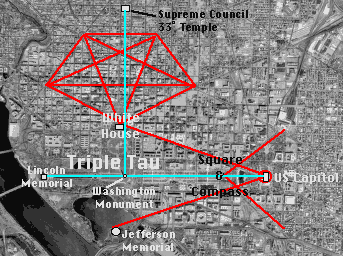 Supreme Council
33° Temple
White
House
Triple Tau
Square
&
Compass
Lincoln
Memorial
US Capitol
Washington
Monument
Jefferson
Memorial